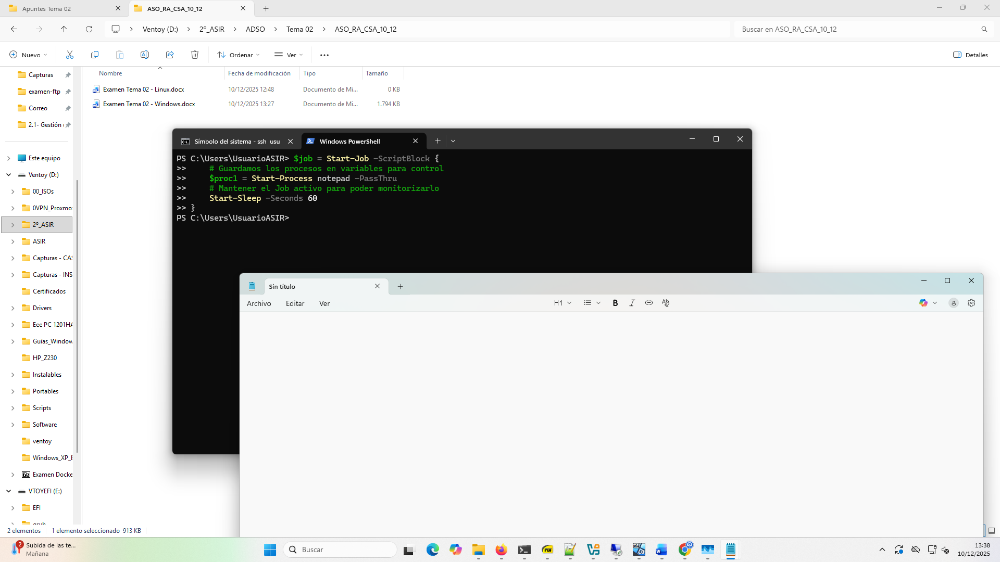 Apuntes Tema 02
ASO_RA_CSA_10_12
Ventoy (D:) > 2º_ASIR > ADSO > Tema 02 > ASO_RA_CSA_10_12
Buscar en ASO_RA_CSA_10_12
Nuevo
Ordenar
Ver
Detalles
Nombre
Fecha de modificación
Tipo
Tamaño
Examen Tema 02 - Linux.docx
10/12/2025 12:48
Documento de Mi...
0 KB
Examen Tema 02 - Windows.docx
10/12/2025 13:27
Documento de Mi...
1.794 KB
Capturas
examen-ftp
Correo
2.1- Gestión
Este equipo
Ventoy (D:)
00_ISOs
0VPN_Proxmo
2º_ASIR
ASIR
Capturas - CA
Capturas - INS
Certificados
Drivers
Eee PC 1201HA
Guías_Window
HP_Z230
Instalables
Portables
Scripts
Software
ventoy
Windows_XP_E
Examen Docke
VTOYEFI (E:)
EFI
grub
2 elementos
1 elemento seleccionado 913 KB
Símbolo del sistema - ssh usu
Windows PowerShell
PS C:\Users\UsuarioASIR> $job = Start-Job -ScriptBlock {
>>     # Guardamos los procesos en variables para control
>>     $proc1 = Start-Process notepad -PassThru
>>     # Mantener el Job activo para poder monitorizarlo
>>     Start-Sleep -Seconds 60
>> }
PS C:\Users\UsuarioASIR>
Sin título
Archivo
Editar
Ver
H1
B
I
2
Subida de las te...
Mañana
Buscar
PDF
13:38
10/12/2025